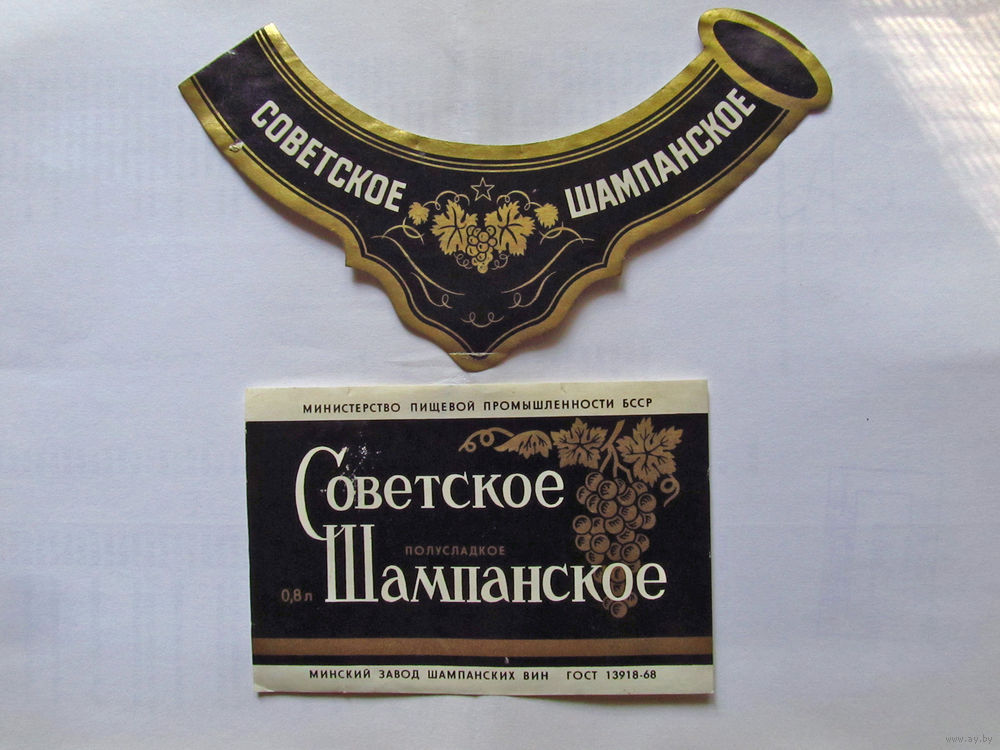 СОВЕТСКОЕ ШАМПАНСКОЕ
МИНИСТЕРСТВО ПИЩЕВОЙ ПРОМЫШЛЕННОСТИ БССР
Советское
ПОЛУСЛАДКОЕ
0,8 л Шампанское
МИНСКИЙ ЗАВОД ШАМПАНСКИХ ВИН ГОСТ 13918-68
www.ay.by